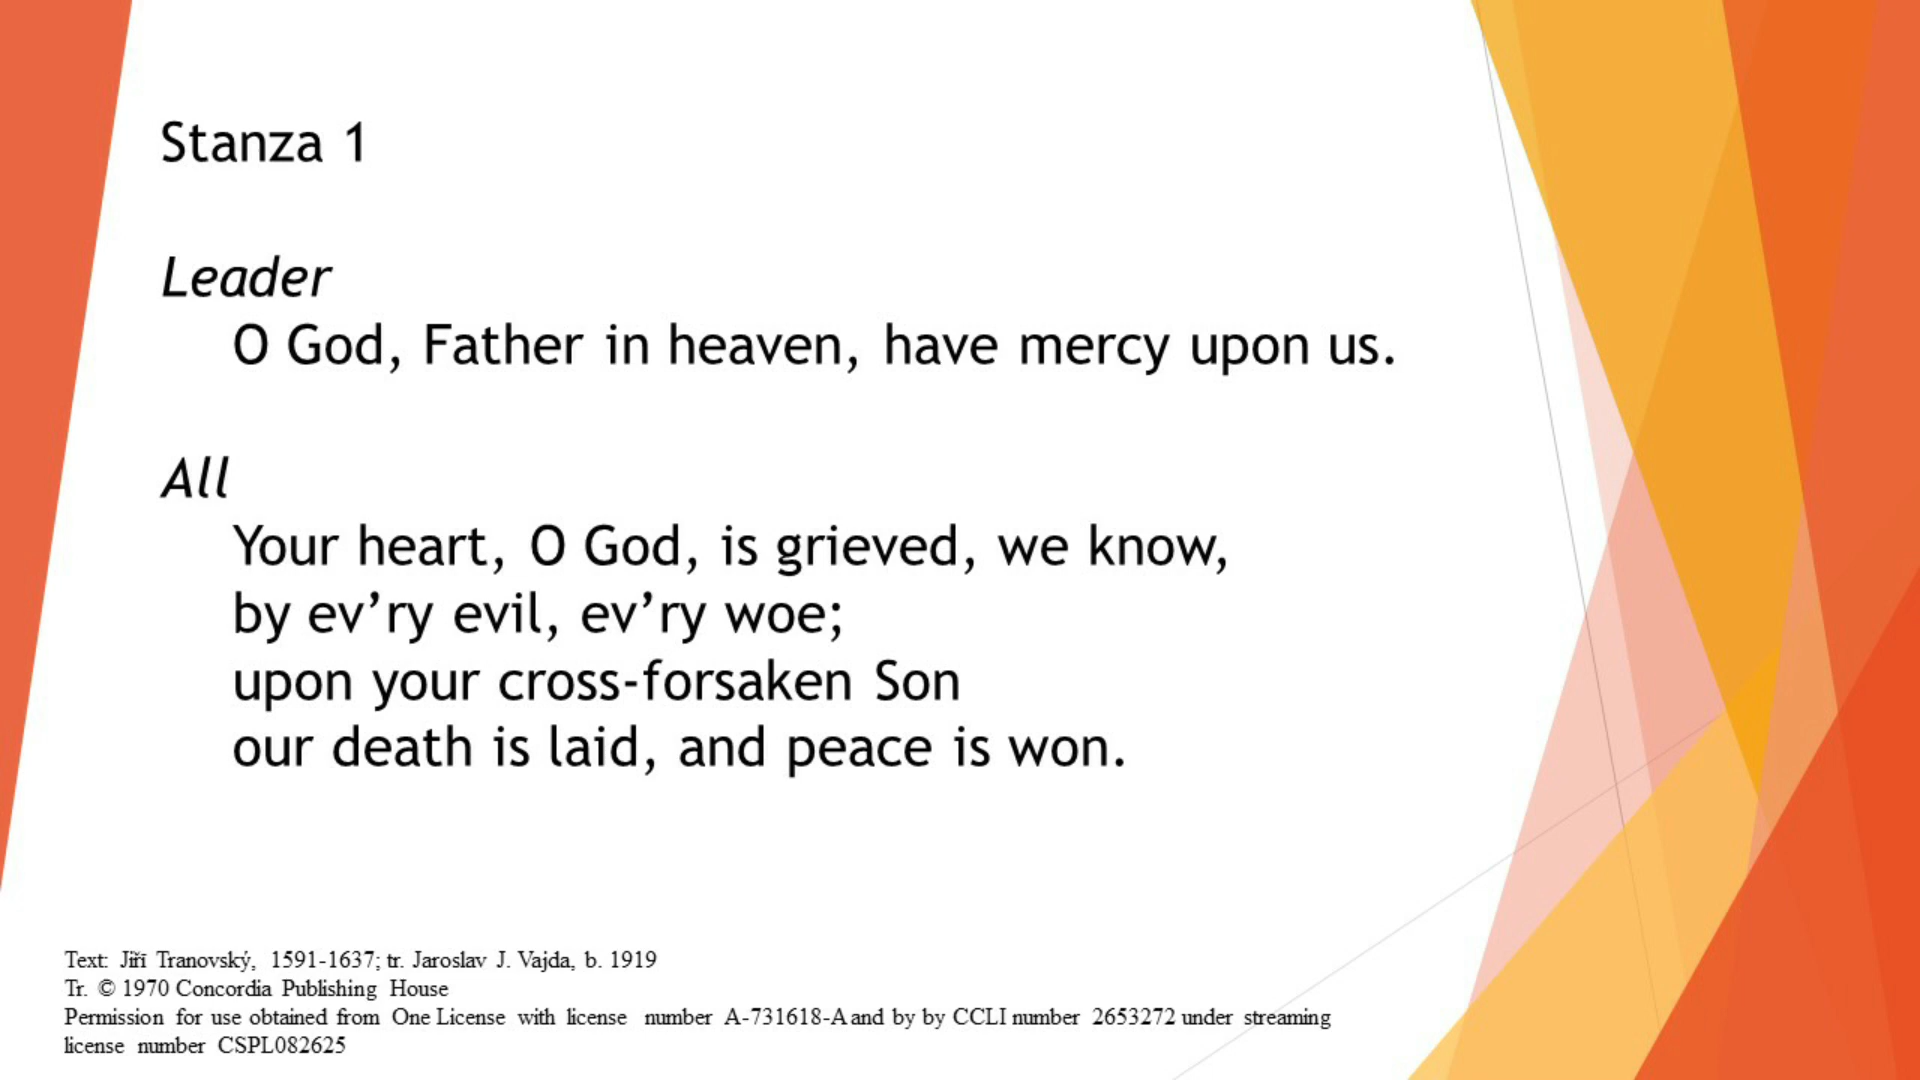 Stanza 1
Leader
O God, Father in heaven, have mercy upon us.
All
Your heart, O God, is grieved, we know,
by ev’ry evil, ev’ry woe;
upon your cross-forsaken Son
our death is laid, and peace is won.
Text: Jiří Tranovský, 1591-1637; tr. Jaroslav J. Vajda, b. 1919
Tr. © 1970 Concordia Publishing House
Permission for use obtained from One License with license number A-731618-A and by by CCLI number 2653272 under streaming
license number CSPL082625